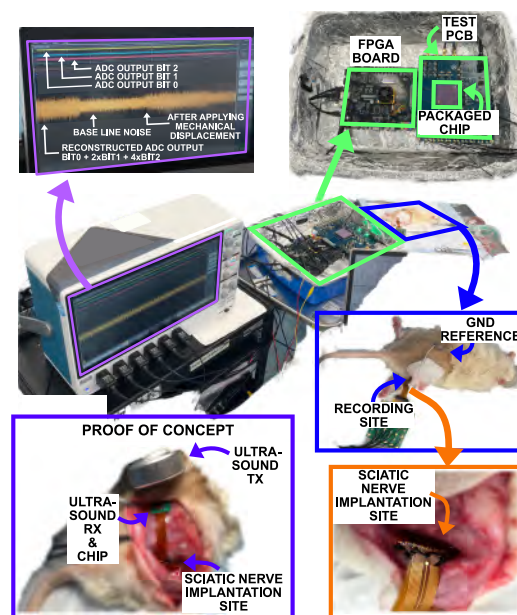 ADC OUTPUT BIT 2
ADC OUTPUT BIT 1
ADC OUTPUT BIT 0
BASE LINE NOISE
AFTER APPLYING
MECHANICAL
DISPLACEMENT
RECONSTRUCTED ADC OUTPUT
BIT0 + 2xBIT1 + 4xBIT2
FPGA
BOARD
TEST
PCB
PACKAGED
CHIP
GND
REFERENCE
RECORDING
SITE
PROOF OF CONCEPT
ULTRA-
SOUND
TX
ULTRA-
SOUND
RX
&
CHIP
SCIATIC NERVE
IMPLANTATION
SITE
SCIATIC
NERVE
IMPLANTATION
SITE